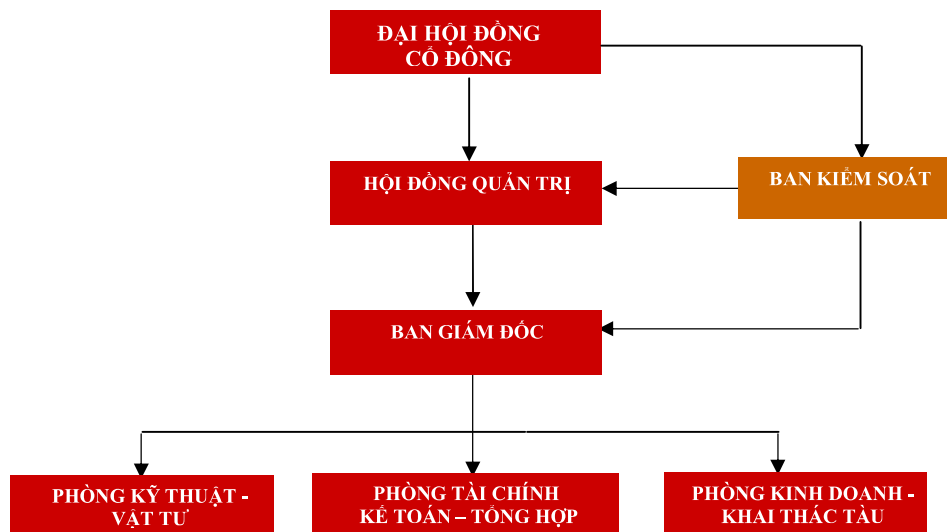 ĐẠI HỘI ĐỒNG
CỔ ĐÔNG
HỘI ĐỒNG QUẢN TRỊ
BAN KIỂM SOÁT
BAN GIÁM ĐỐC
PHÒNG KỸ THUẬT -
VẬT TƯ
PHÒNG TÀI CHÍNH
KẾ TOÁN – TỔNG HỢP
PHÒNG KINH DOANH -
KHAI THÁC TÀU